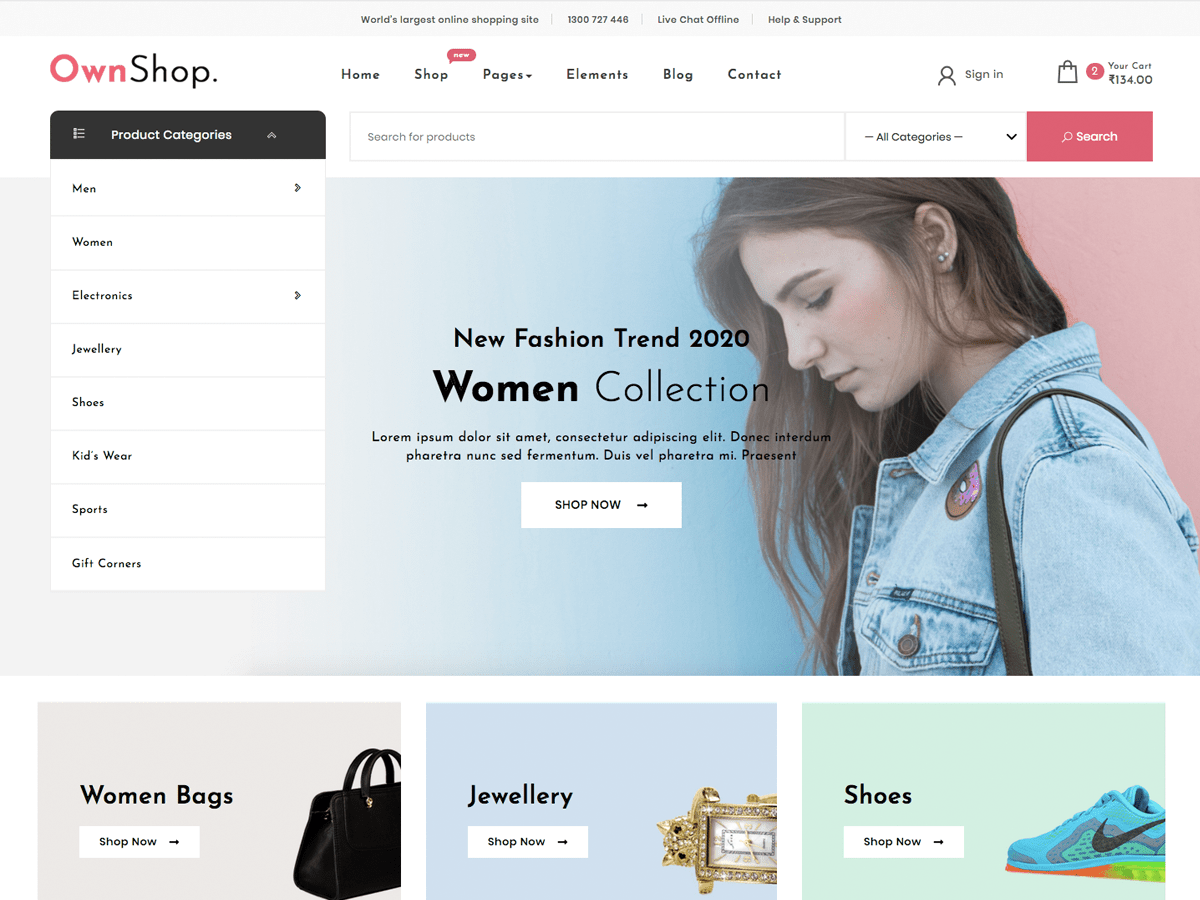 World's largest online shopping site
1300 727 446
Live Chat Offline
Help & Support
OwnShop.
Home
Shop
new
Pages
Elements
Blog
Contact
Sign in
2
Your Cart
₹134.00
Product Categories
Search for products
— All Categories —
Search
Men
Women
Electronics
Jewellery
Shoes
Kid's Wear
Sports
Gift Corners
New Fashion Trend 2020
Women Collection
Lorem ipsum dolor sit amet, consectetur adipiscing elit. Donec interdum
pharetra nunc sed fermentum. Duis vel pharetra mi. Praesent
SHOP NOW
Women Bags
Shop Now
Jewellery
Shop Now
Shoes
Shop Now